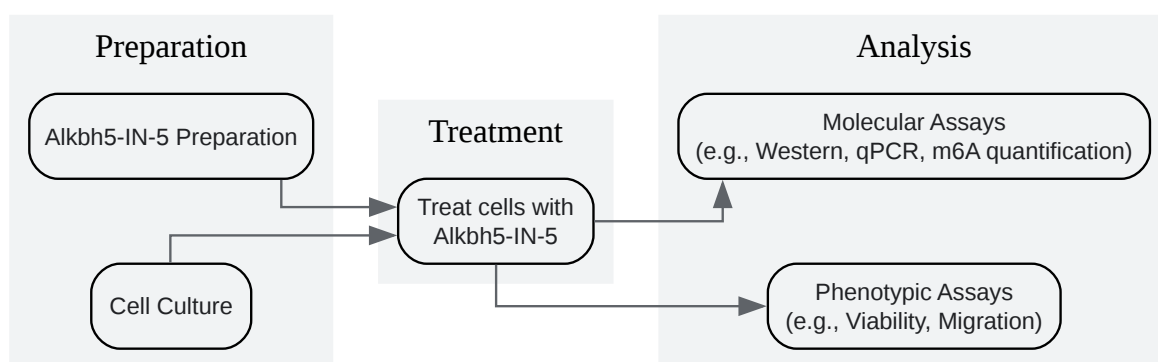 Preparation
Alkbh5-IN-5 Preparation
Cell Culture
Treatment
Treat cells with
Alkbh5-IN-5
Analysis
Molecular Assays
(e.g., Western, qPCR, m6A quantification)
Phenotypic Assays
(e.g., Viability, Migration)